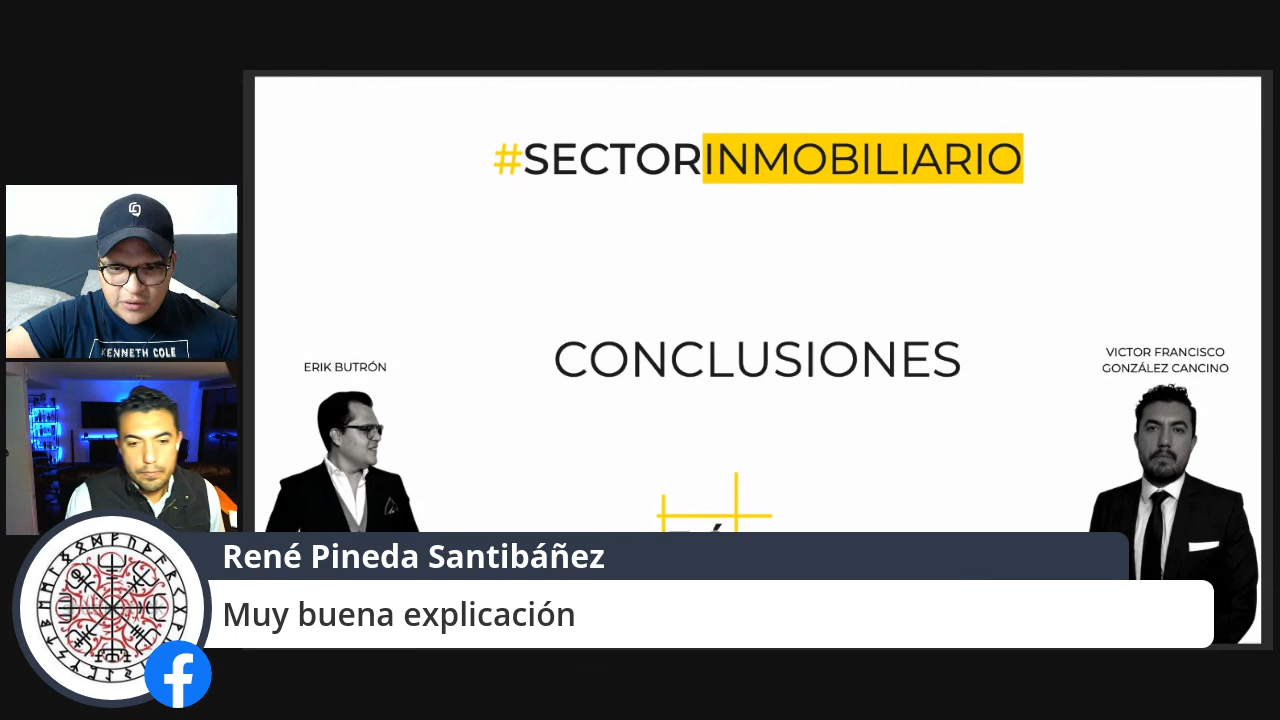 #SECTORINMOBILIARIO
KENNETH COLE
ERIK BUTRÓN
CONCLUSIONES
VICTOR FRANCISCO
GONZÁLEZ CANCINO
René Pineda Santibáñez
Muy buena explicación